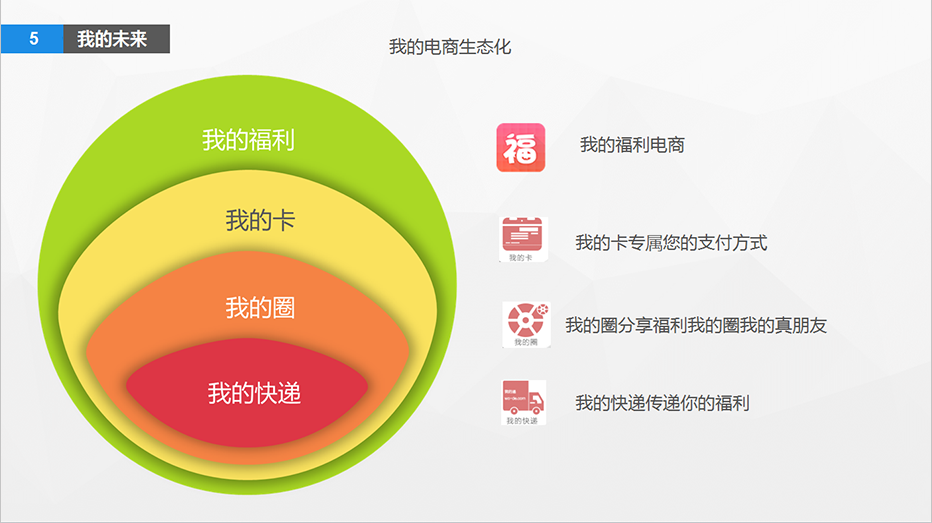 5 我的未来
我的电商生态化
我的福利
我的卡
我的圈
我的快递
福
我的福利电商
我的卡
我的卡专属您的支付方式
我的圈
我的圈分享福利我的圈我的真朋友
我的快递
我的快递传递你的福利